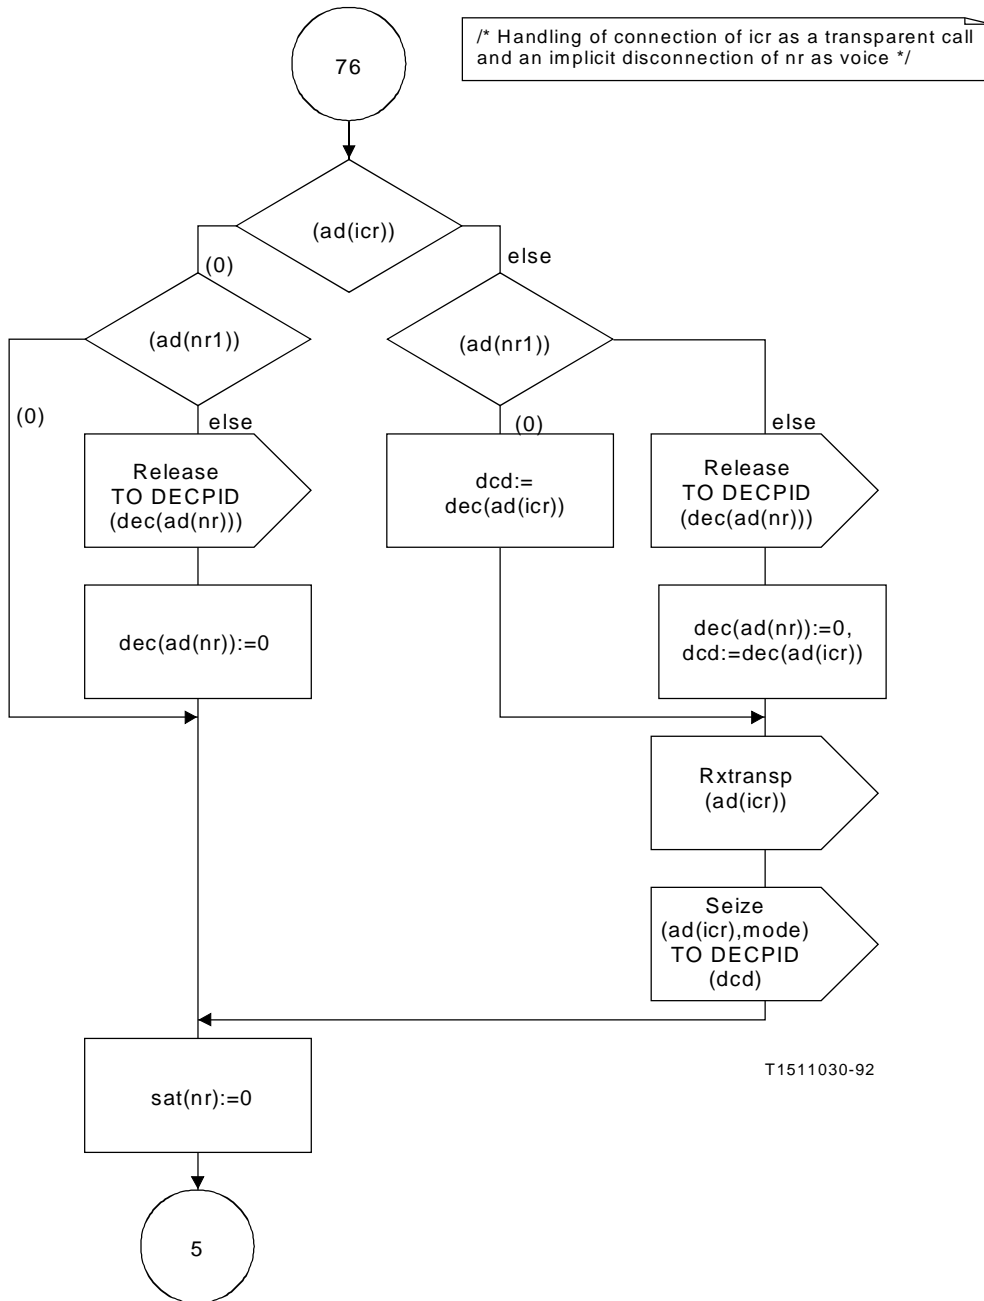 76
/* Handling of connection of icr as a transparent call
and an implicit disconnection of nr as voice */
(ad(icr))
(0)
else
(ad(nr1))
(ad(nr1))
(0)
else
(0)
else
Release
TO DECPID
(dec(ad(nr)))
dcd:=
dec(ad(icr))
Release
TO DECPID
(dec(ad(nr)))
dec(ad(nr)):=0
dec(ad(nr)):=0,
dcd:=dec(ad(icr))
Rxtransp
(ad(icr))
Seize
(ad(icr),mode)
TO DECPID
(dcd)
T1511030-92
sat(nr):=0
5